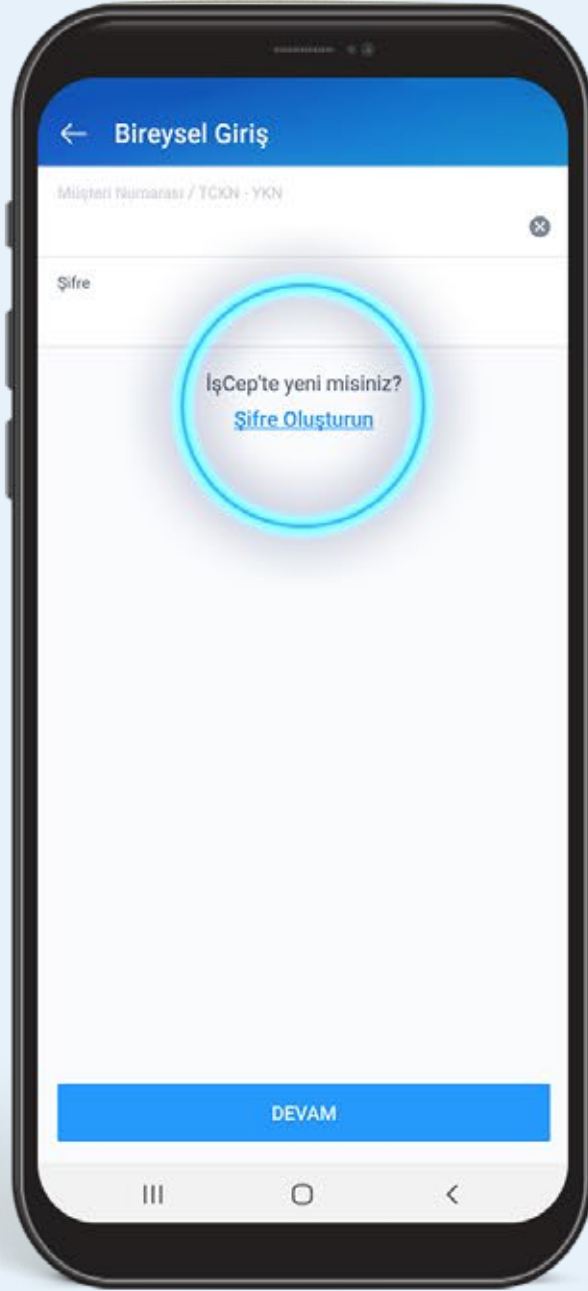 Bireysel Giriş
Müşteri Numarası / TCKN - YKN
Şifre
İşCep'te yeni misiniz?
Şifre Oluşturun
DEVAM